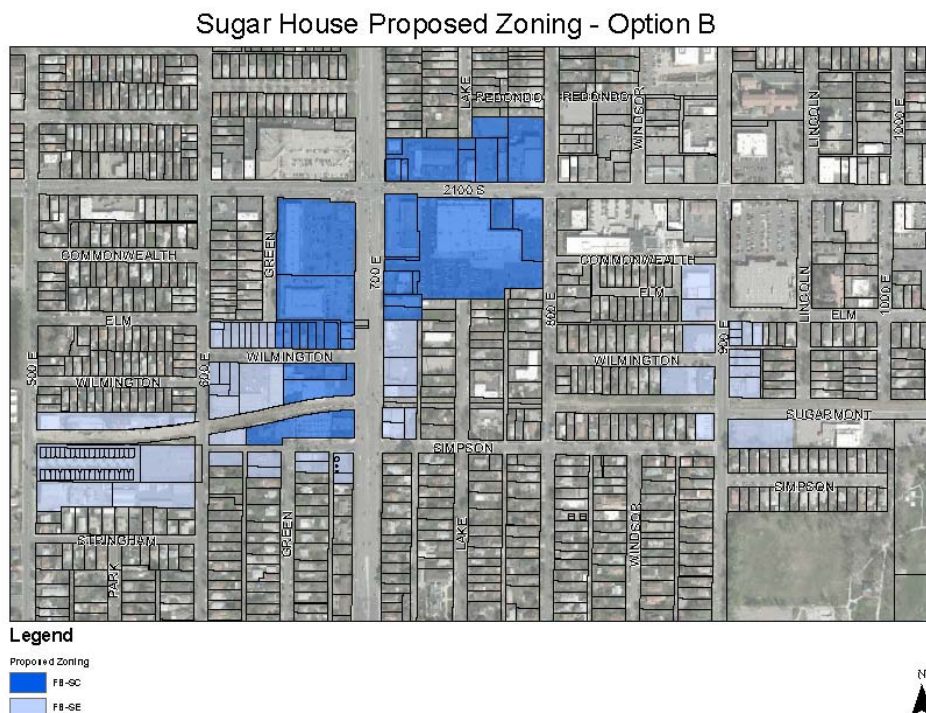 Sugar House Proposed Zoning - Option B
LAKE
REDONDO
REDONDO
WINDSOR
LINCOLN
1000 E
2100 S
COMMONWEALTH
GREEN
700 E
COMMONWEALTH
ELM
800 E
LINCOLN
1000 E
ELM
ELM
500 E
600 E
WILMINGTON
WILMINGTON
900 E
WILMINGTON
SUGARMONT
SIMPSON
SIMPSON
STRINGHAM
GREEN
LAKE
WINDSOR
PARK
Legend
Proposed Zoning
FB-SC
FB-SE
N